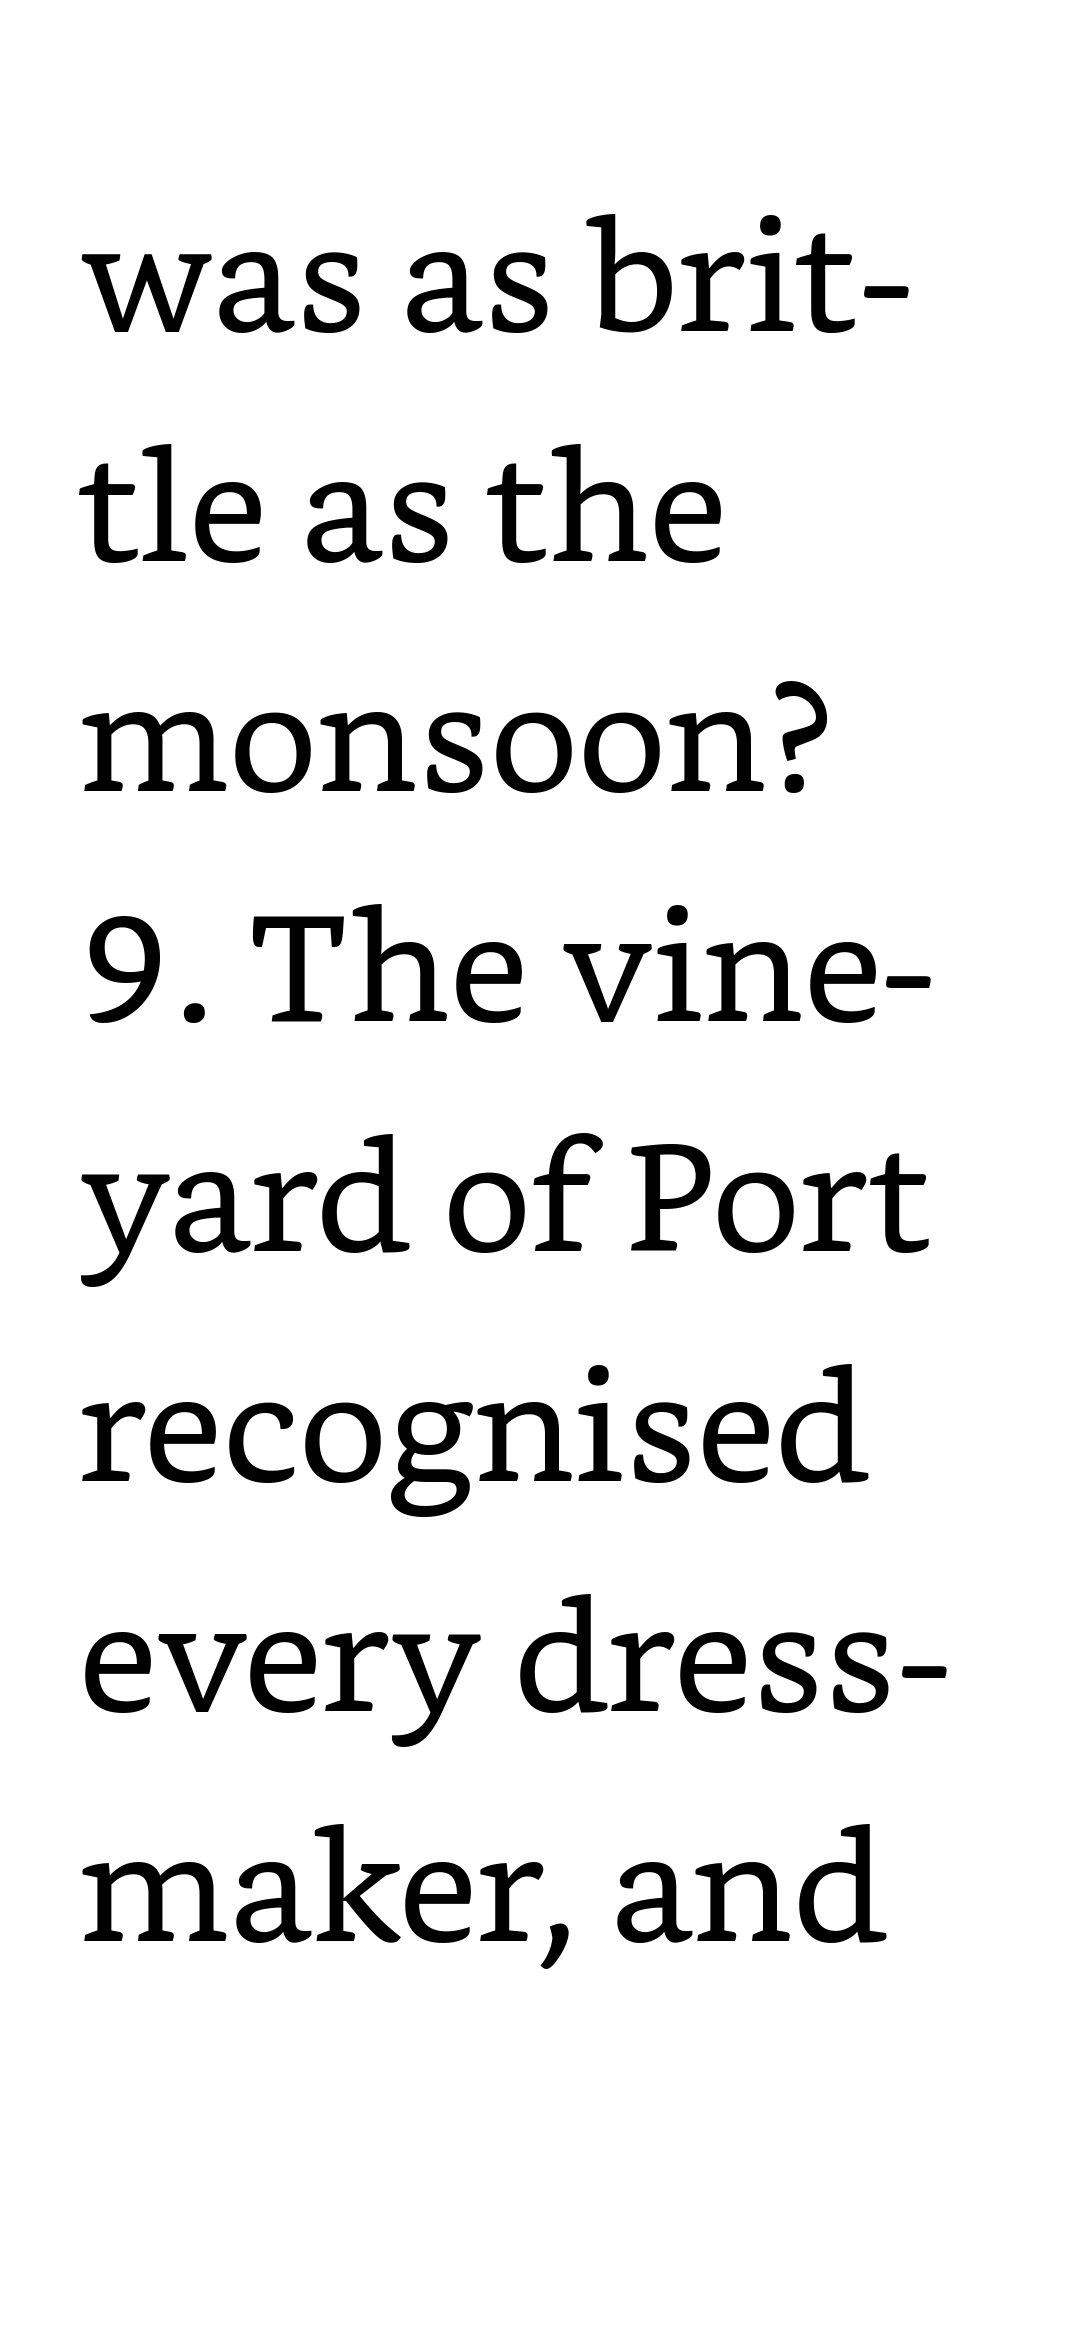 was as brit-
tle as the
monsoon?
9. The vine-
yard of Port
recognised
every dress-
maker, and